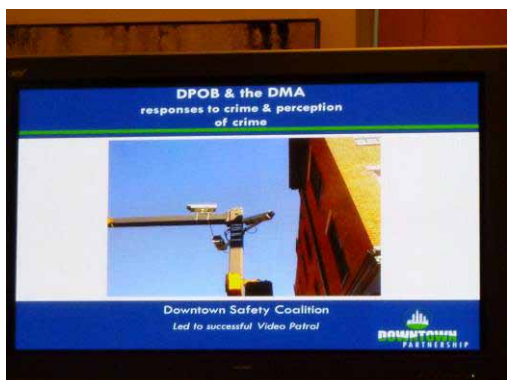 DPOB & the DMA
responses to crime & perception
of crime
Downtown Safety Coalition
Led to successful Video Patrol
DOWNTOWN
PARTNERSHIP